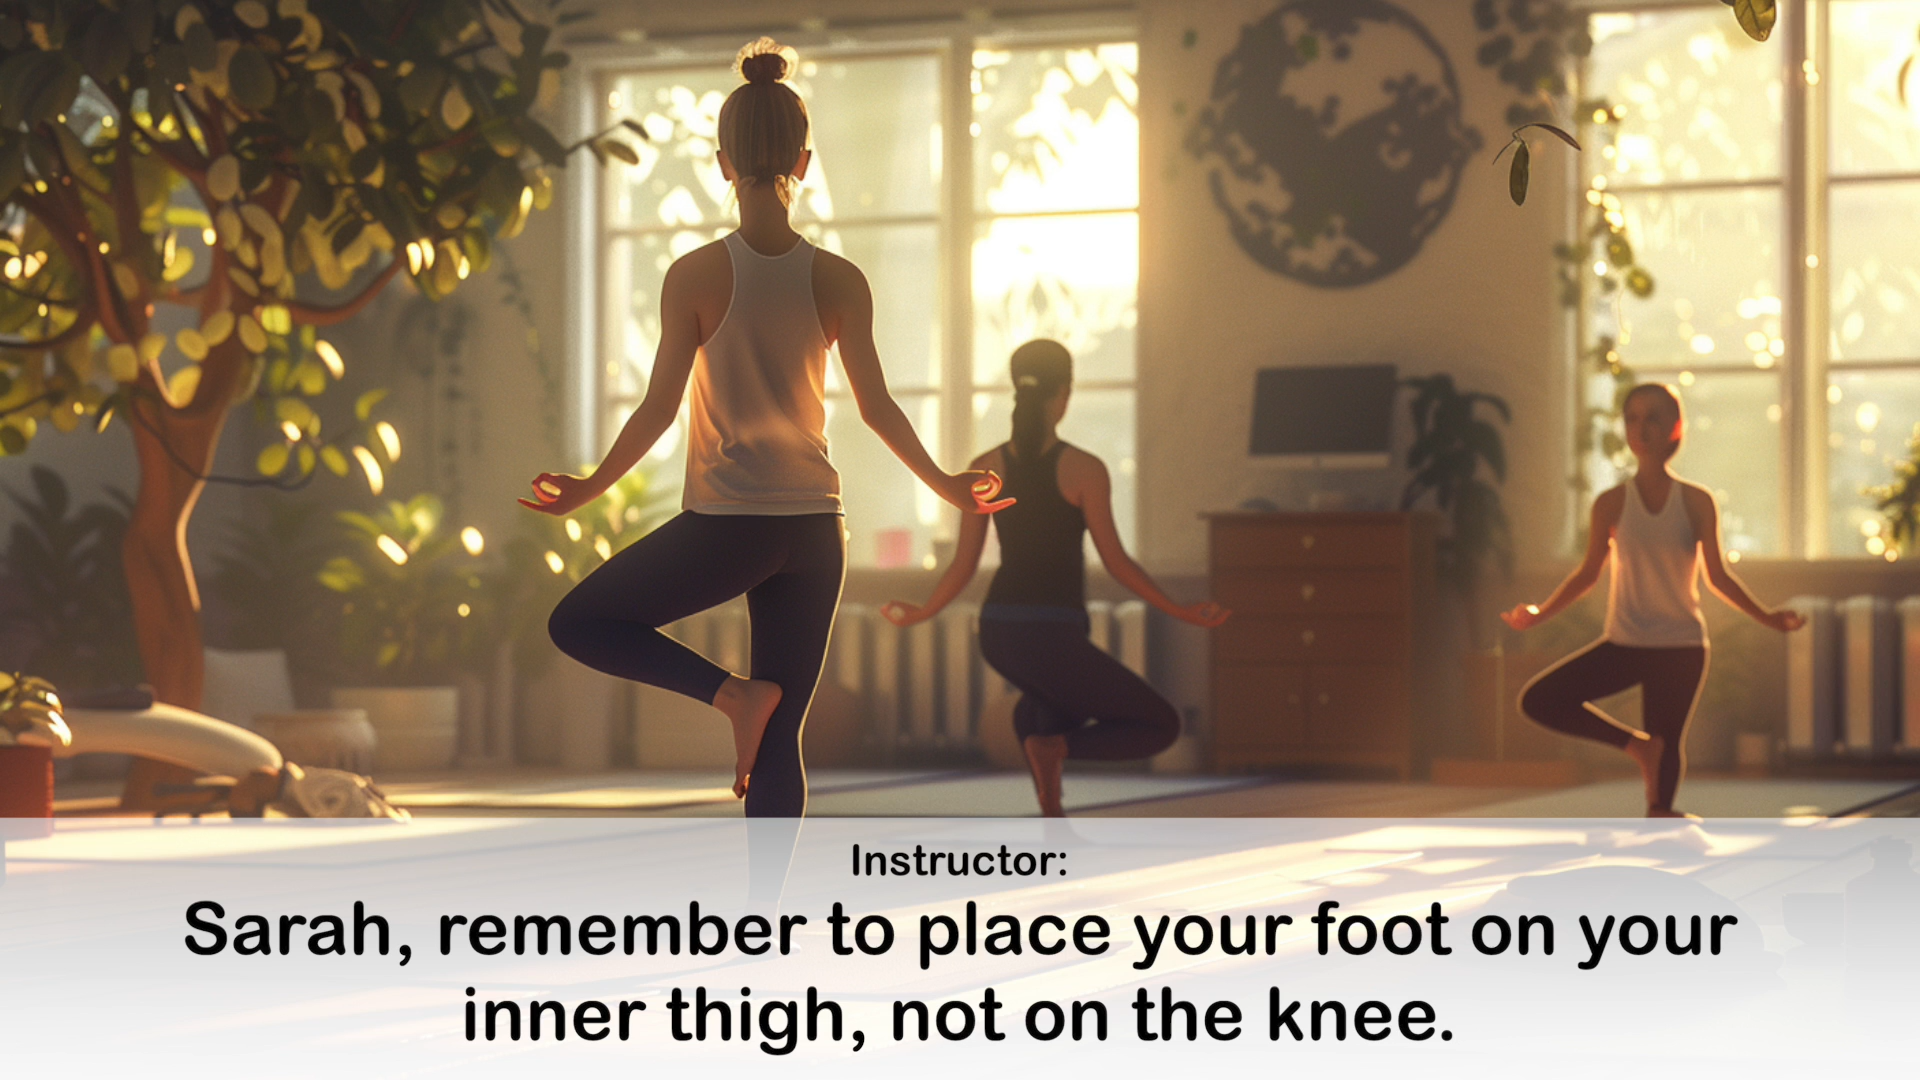 Instructor:
Sarah, remember to place your foot on your
inner thigh, not on the knee.